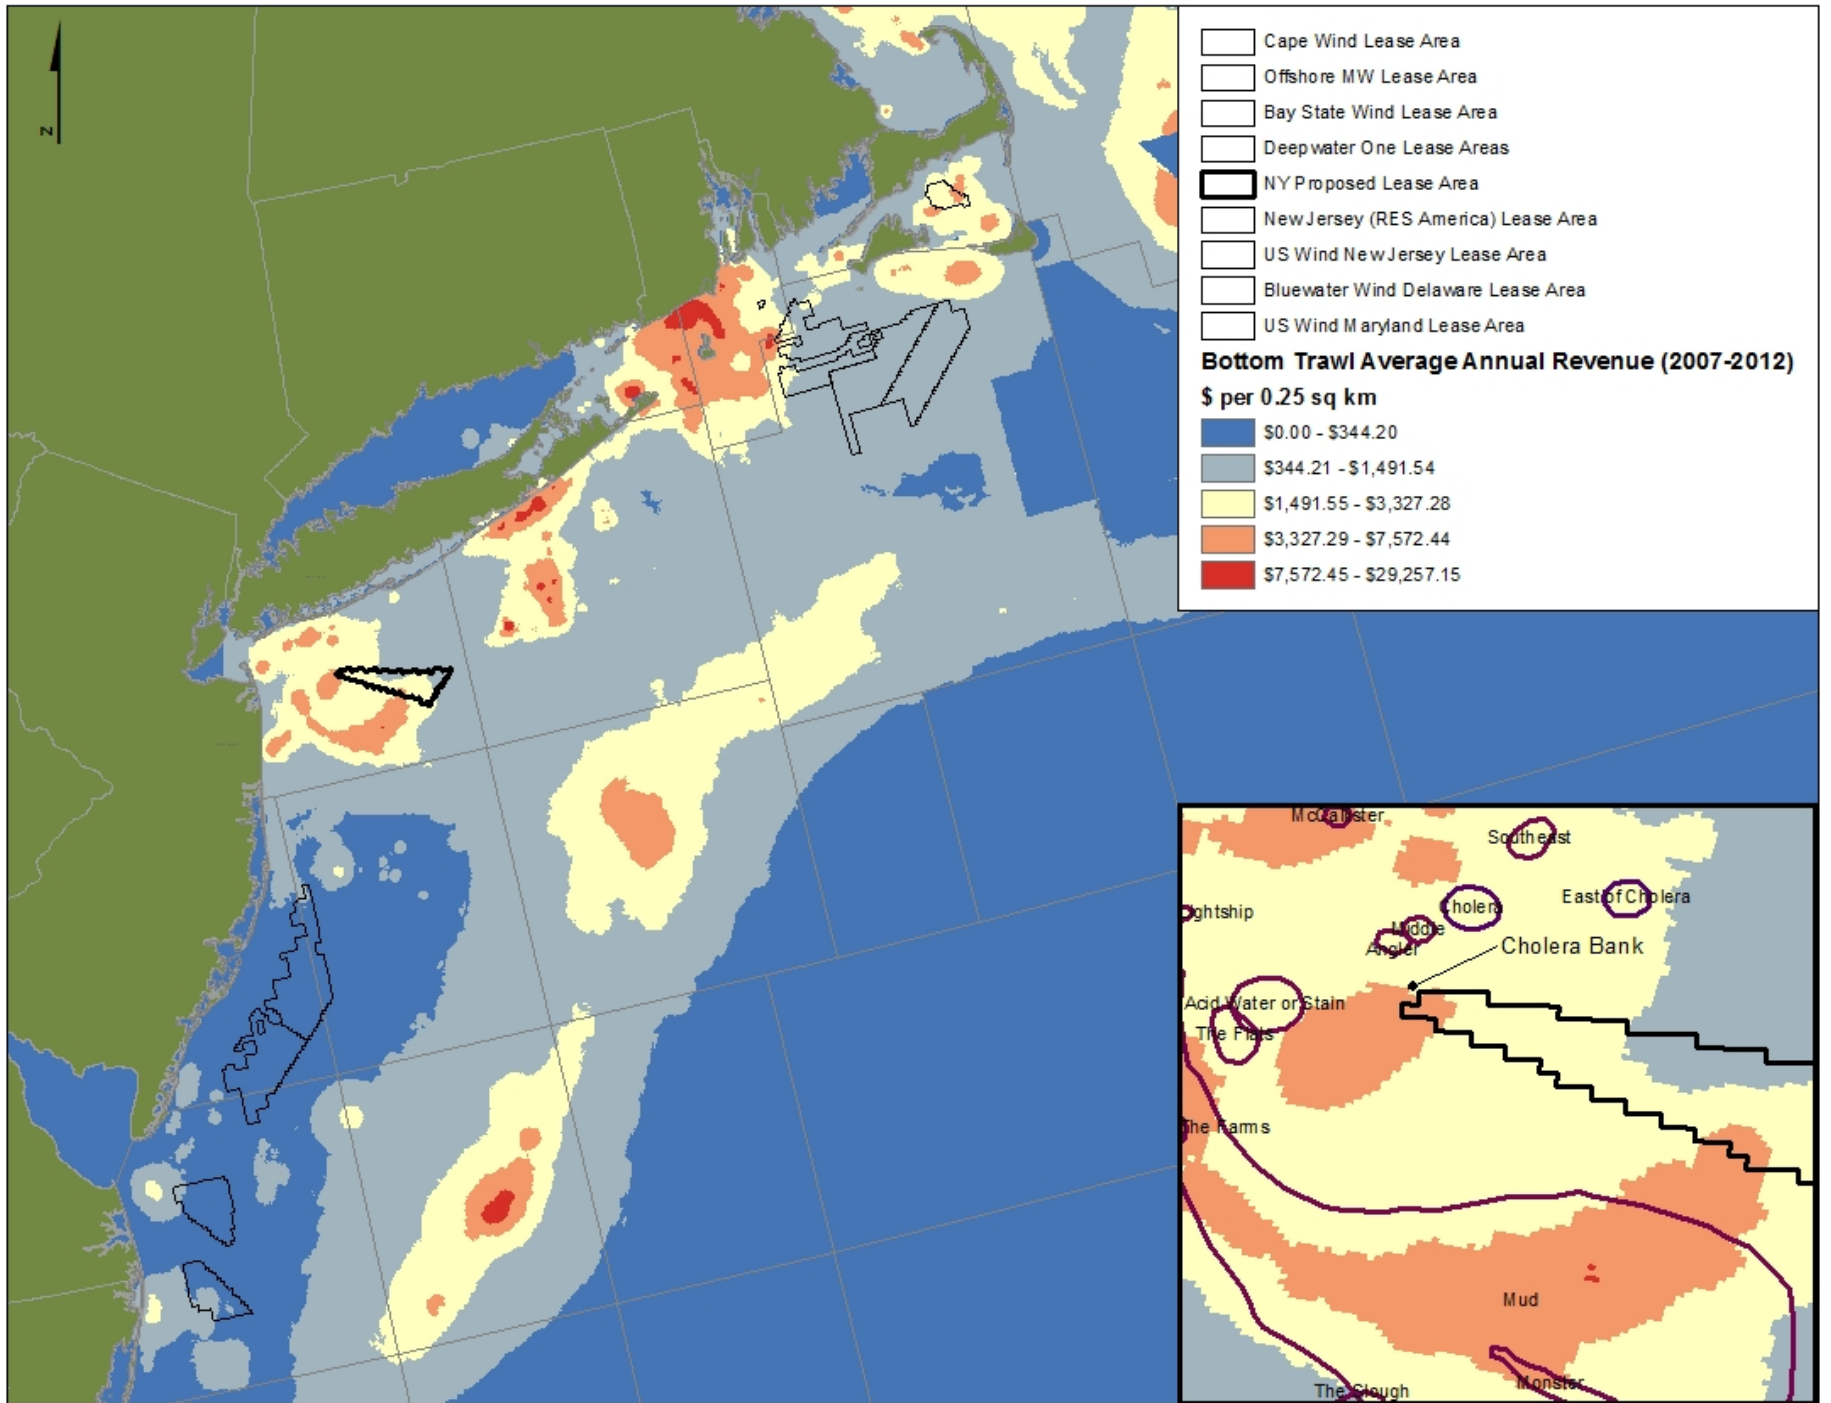 N
Cape Wind Lease Area
Offshore MW Lease Area
Bay State Wind Lease Area
Deepwater One Lease Areas
NY Proposed Lease Area
New Jersey (RES America) Lease Area
US Wind New Jersey Lease Area
Bluewater Wind Delaware Lease Area
US Wind Maryland Lease Area
Bottom Trawl Average Annual Revenue (2007-2012)
$ per 0.25 sq km
$0.00 - $344.20
$344.21 - $1,491.54
$1,491.55 - $3,327.28
$3,327.29 - $7,572.44
$7,572.45 - $29,257.15
McCallister
Southeast
East of Cholera
Cholera
ightship
Middle
Angler
Cholera Bank
Acid Water or Stain
The Flats
The Farms
Mud
Monster
The Slough